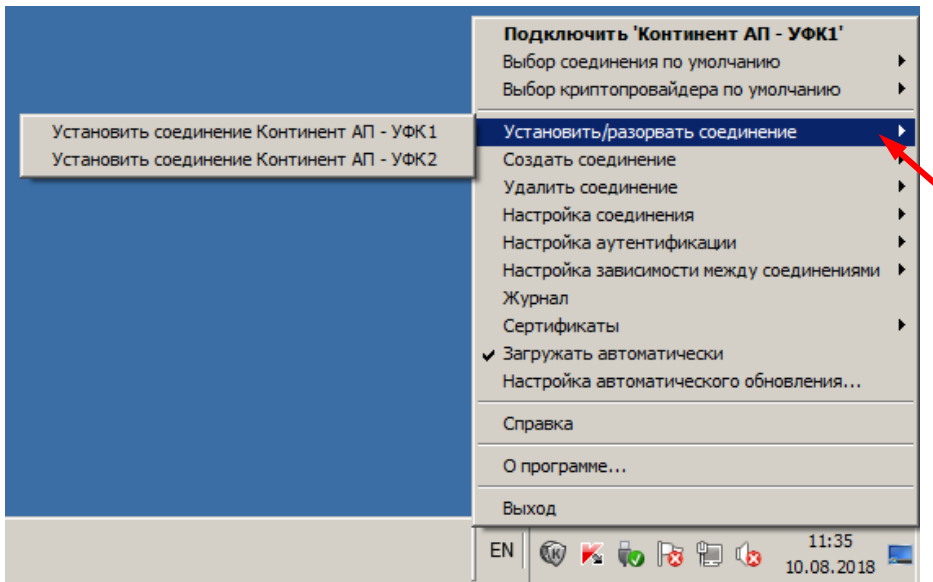 Подключить 'Континент АП - УФК1'
Выбор соединения по умолчанию
Выбор криптопровайдера по умолчанию
Установить/разорвать соединение
Установить соединение Континент АП - УФК1
Установить соединение Континент АП - УФК2
Создать соединение
Удалить соединение
Настройка соединения
Настройка аутентификации
Настройка зависимости между соединениями
Журнал
Сертификаты
Загружать автоматически
Настройка автоматического обновления...
Справка
О программе...
Выход
EN
11:35
10.08.2018